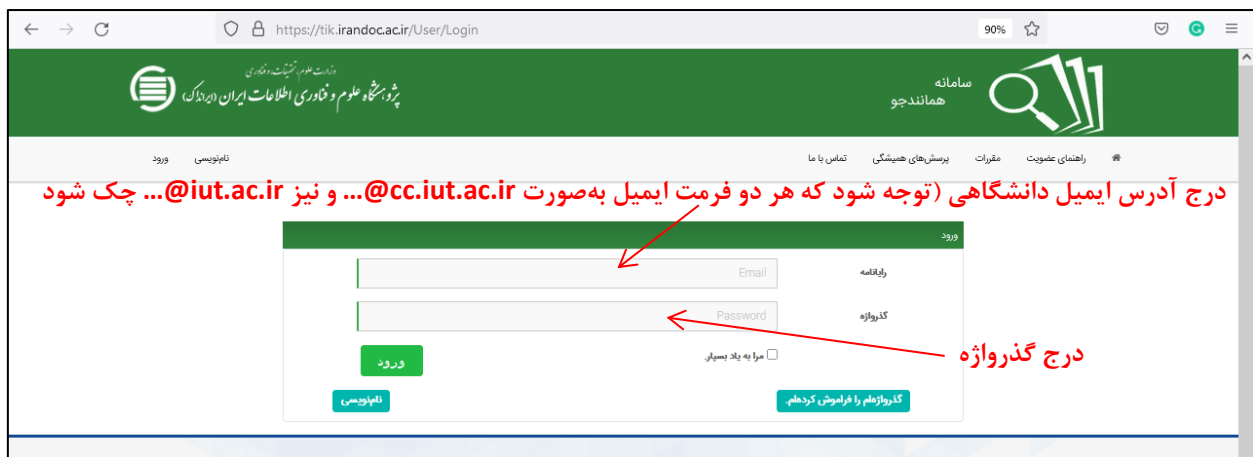 https://tik.irandoc.ac.ir/User/Login
90%
وزارت علوم، تحقیقات و فناوری
پژوهشگاه علوم و فناوری اطلاعات ایران (ایرانداک)
سامانه
همانندجو
راهنمای عضویت مقررات پرسش‌های همیشگی تماس با ما نام‌نویسی ورود
درج آدرس ایمیل دانشگاهی (توجه شود که هر دو فرمت ایمیل به‌صورت ...@cc.iut.ac.ir و نیز ...@iut.ac.ir چک شود
ورود
رایانامه Email
گذرواژه Password
درج گذرواژه
مرا به یاد بسپار.
ورود
گذرواژه‌ام را فراموش کرده‌ام. نام‌نویسی